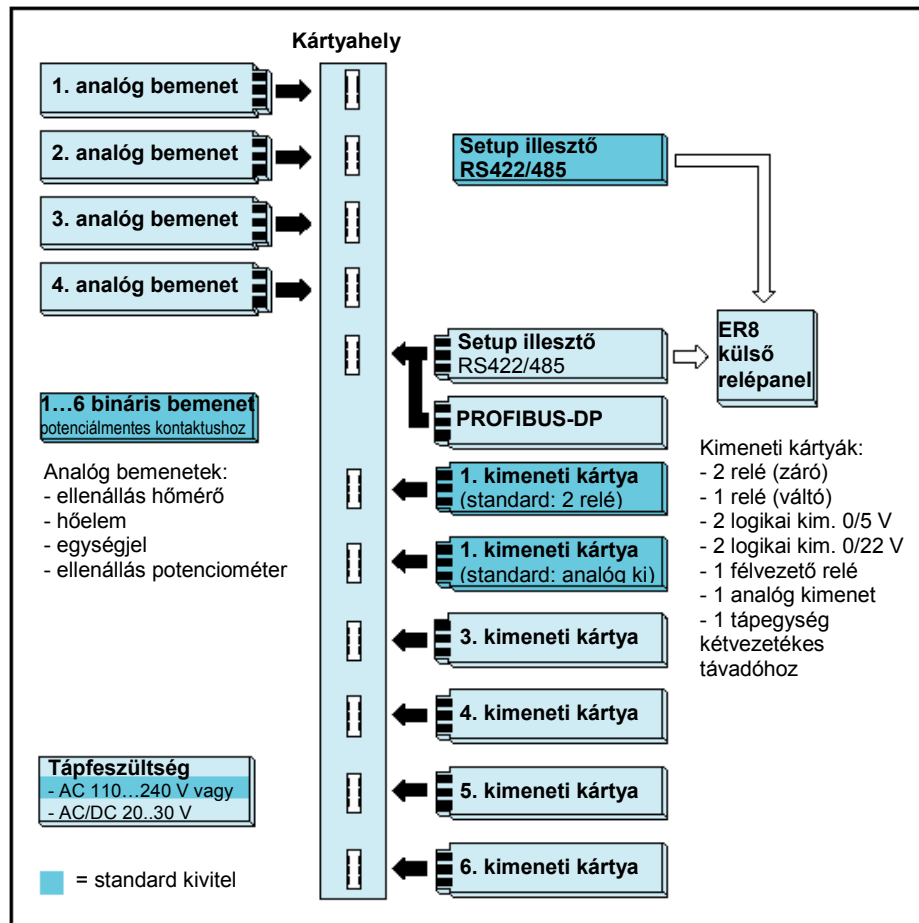 Kártyahely
1. analóg bemenet
2. analóg bemenet
3. analóg bemenet
4. analóg bemenet
1…6 bináris bemenet
potenciálmentes kontaktushoz
Analóg bemenetek:
- ellenállás hőmérő
- hőelem
- egységjel
- ellenállás potenciométer
Tápfeszültség
- AC 110…240 V vagy
- AC/DC 20..30 V
= standard kivitel
Setup illesztő
RS422/485
Setup illesztő
RS422/485
PROFIBUS-DP
1. kimeneti kártya
(standard: 2 relé)
1. kimeneti kártya
(standard: analóg ki)
3. kimeneti kártya
4. kimeneti kártya
5. kimeneti kártya
6. kimeneti kártya
ER8
külső
relépanel
Kimeneti kártyák:
- 2 relé (záró)
- 1 relé (váltó)
- 2 logikai kim. 0/5 V
- 2 logikai kim. 0/22 V
- 1 félvezető relé
- 1 analóg kimenet
- 1 tápegység
kétvezetékes
távadóhoz